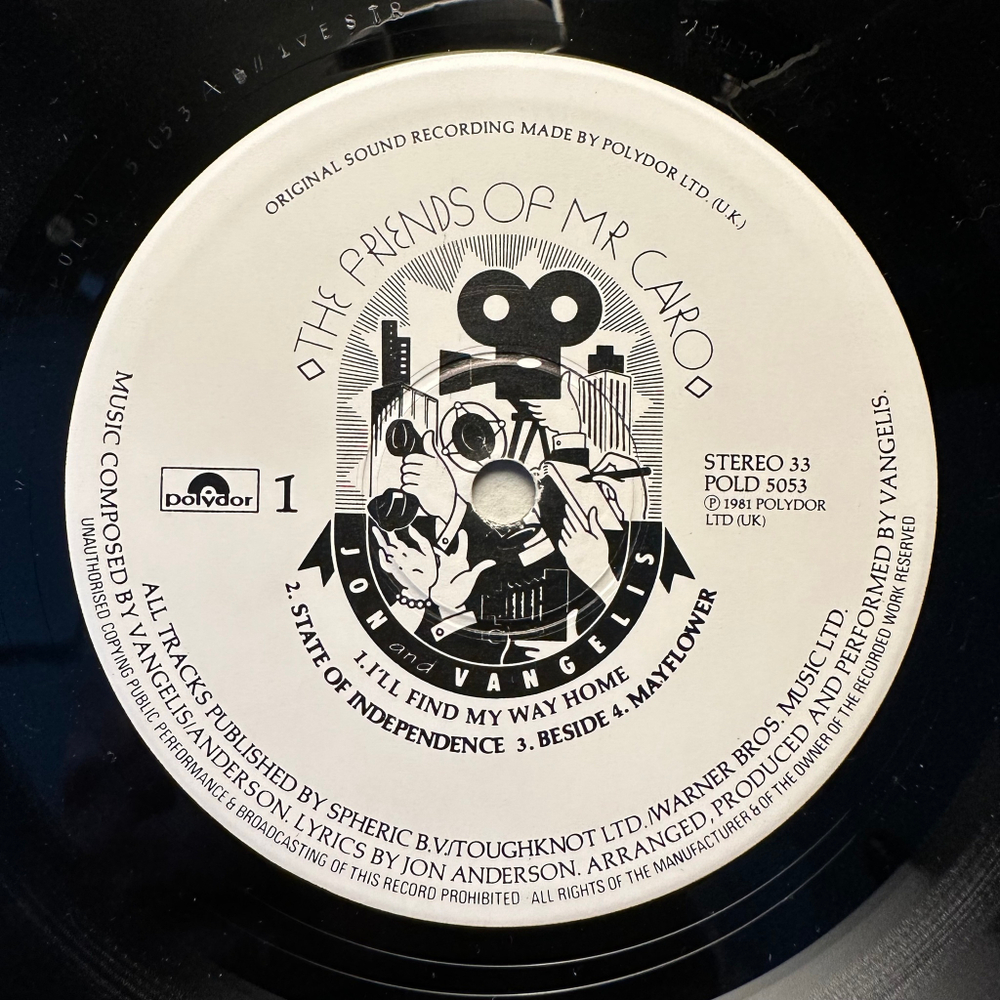 ORIGINAL SOUND RECORDING MADE BY POLYDOR LTD. (U.K.)
THE FRIENDS OF MR CAIRO
polydor
1
STEREO 33
POLD 5053
Ⓟ 1981 POLYDOR
LTD (UK)
JON and VANGELIS
1. I'LL FIND MY WAY HOME
2. STATE OF INDEPENDENCE 3. BESIDE 4. MAYFLOWER
ALL TRACKS PUBLISHED BY SPHERIC B.V./TOUGHKNOT LTD./WARNER BROS. MUSIC LTD.
MUSIC COMPOSED BY VANGELIS/ANDERSON. LYRICS BY JON ANDERSON. ARRANGED, PRODUCED AND PERFORMED BY VANGELIS.
UNAUTHORISED COPYING PUBLIC PERFORMANCE & BROADCASTING OF THIS RECORD PROHIBITED · ALL RIGHTS OF THE MANUFACTURER & OF THE OWNER OF THE RECORDED WORK RESERVED